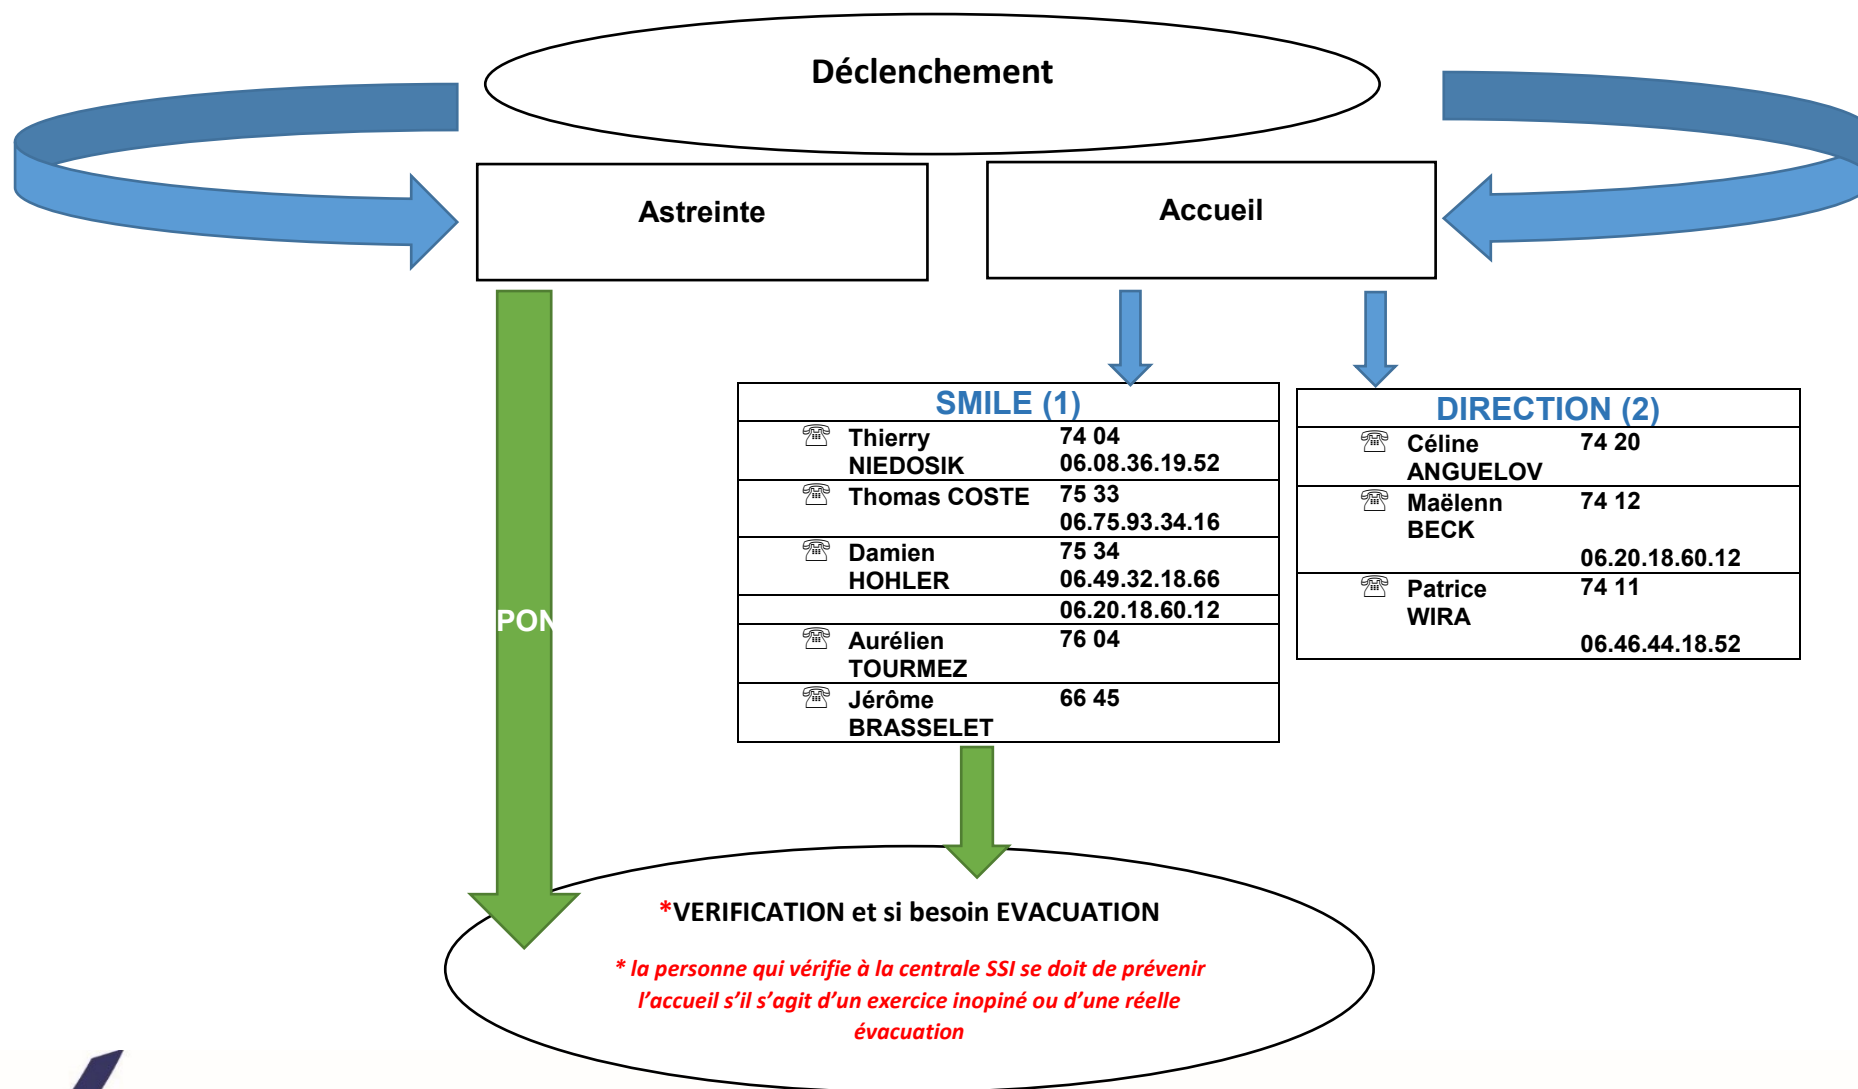 Déclenchement
Astreinte
Accueil
SMILE (1)
☏ Thierry 74 04
NIEDOSIK 06.08.36.19.52
☏ Thomas COSTE 75 33
06.75.93.34.16
☏ Damien 75 34
HOHLER 06.49.32.18.66
06.20.18.60.12
☏ Aurélien 76 04
TOURMEZ
☏ Jérôme 66 45
BRASSELET
DIRECTION (2)
☏ Céline 74 20
ANGUELOV
☏ Maëlenn 74 12
BECK
06.20.18.60.12
☏ Patrice 74 11
WIRA
06.46.44.18.52
PON
*VERIFICATION et si besoin EVACUATION
* la personne qui vérifie à la centrale SSI se doit de prévenir
l’accueil s’il s’agit d’un exercice inopiné ou d’une réelle
évacuation